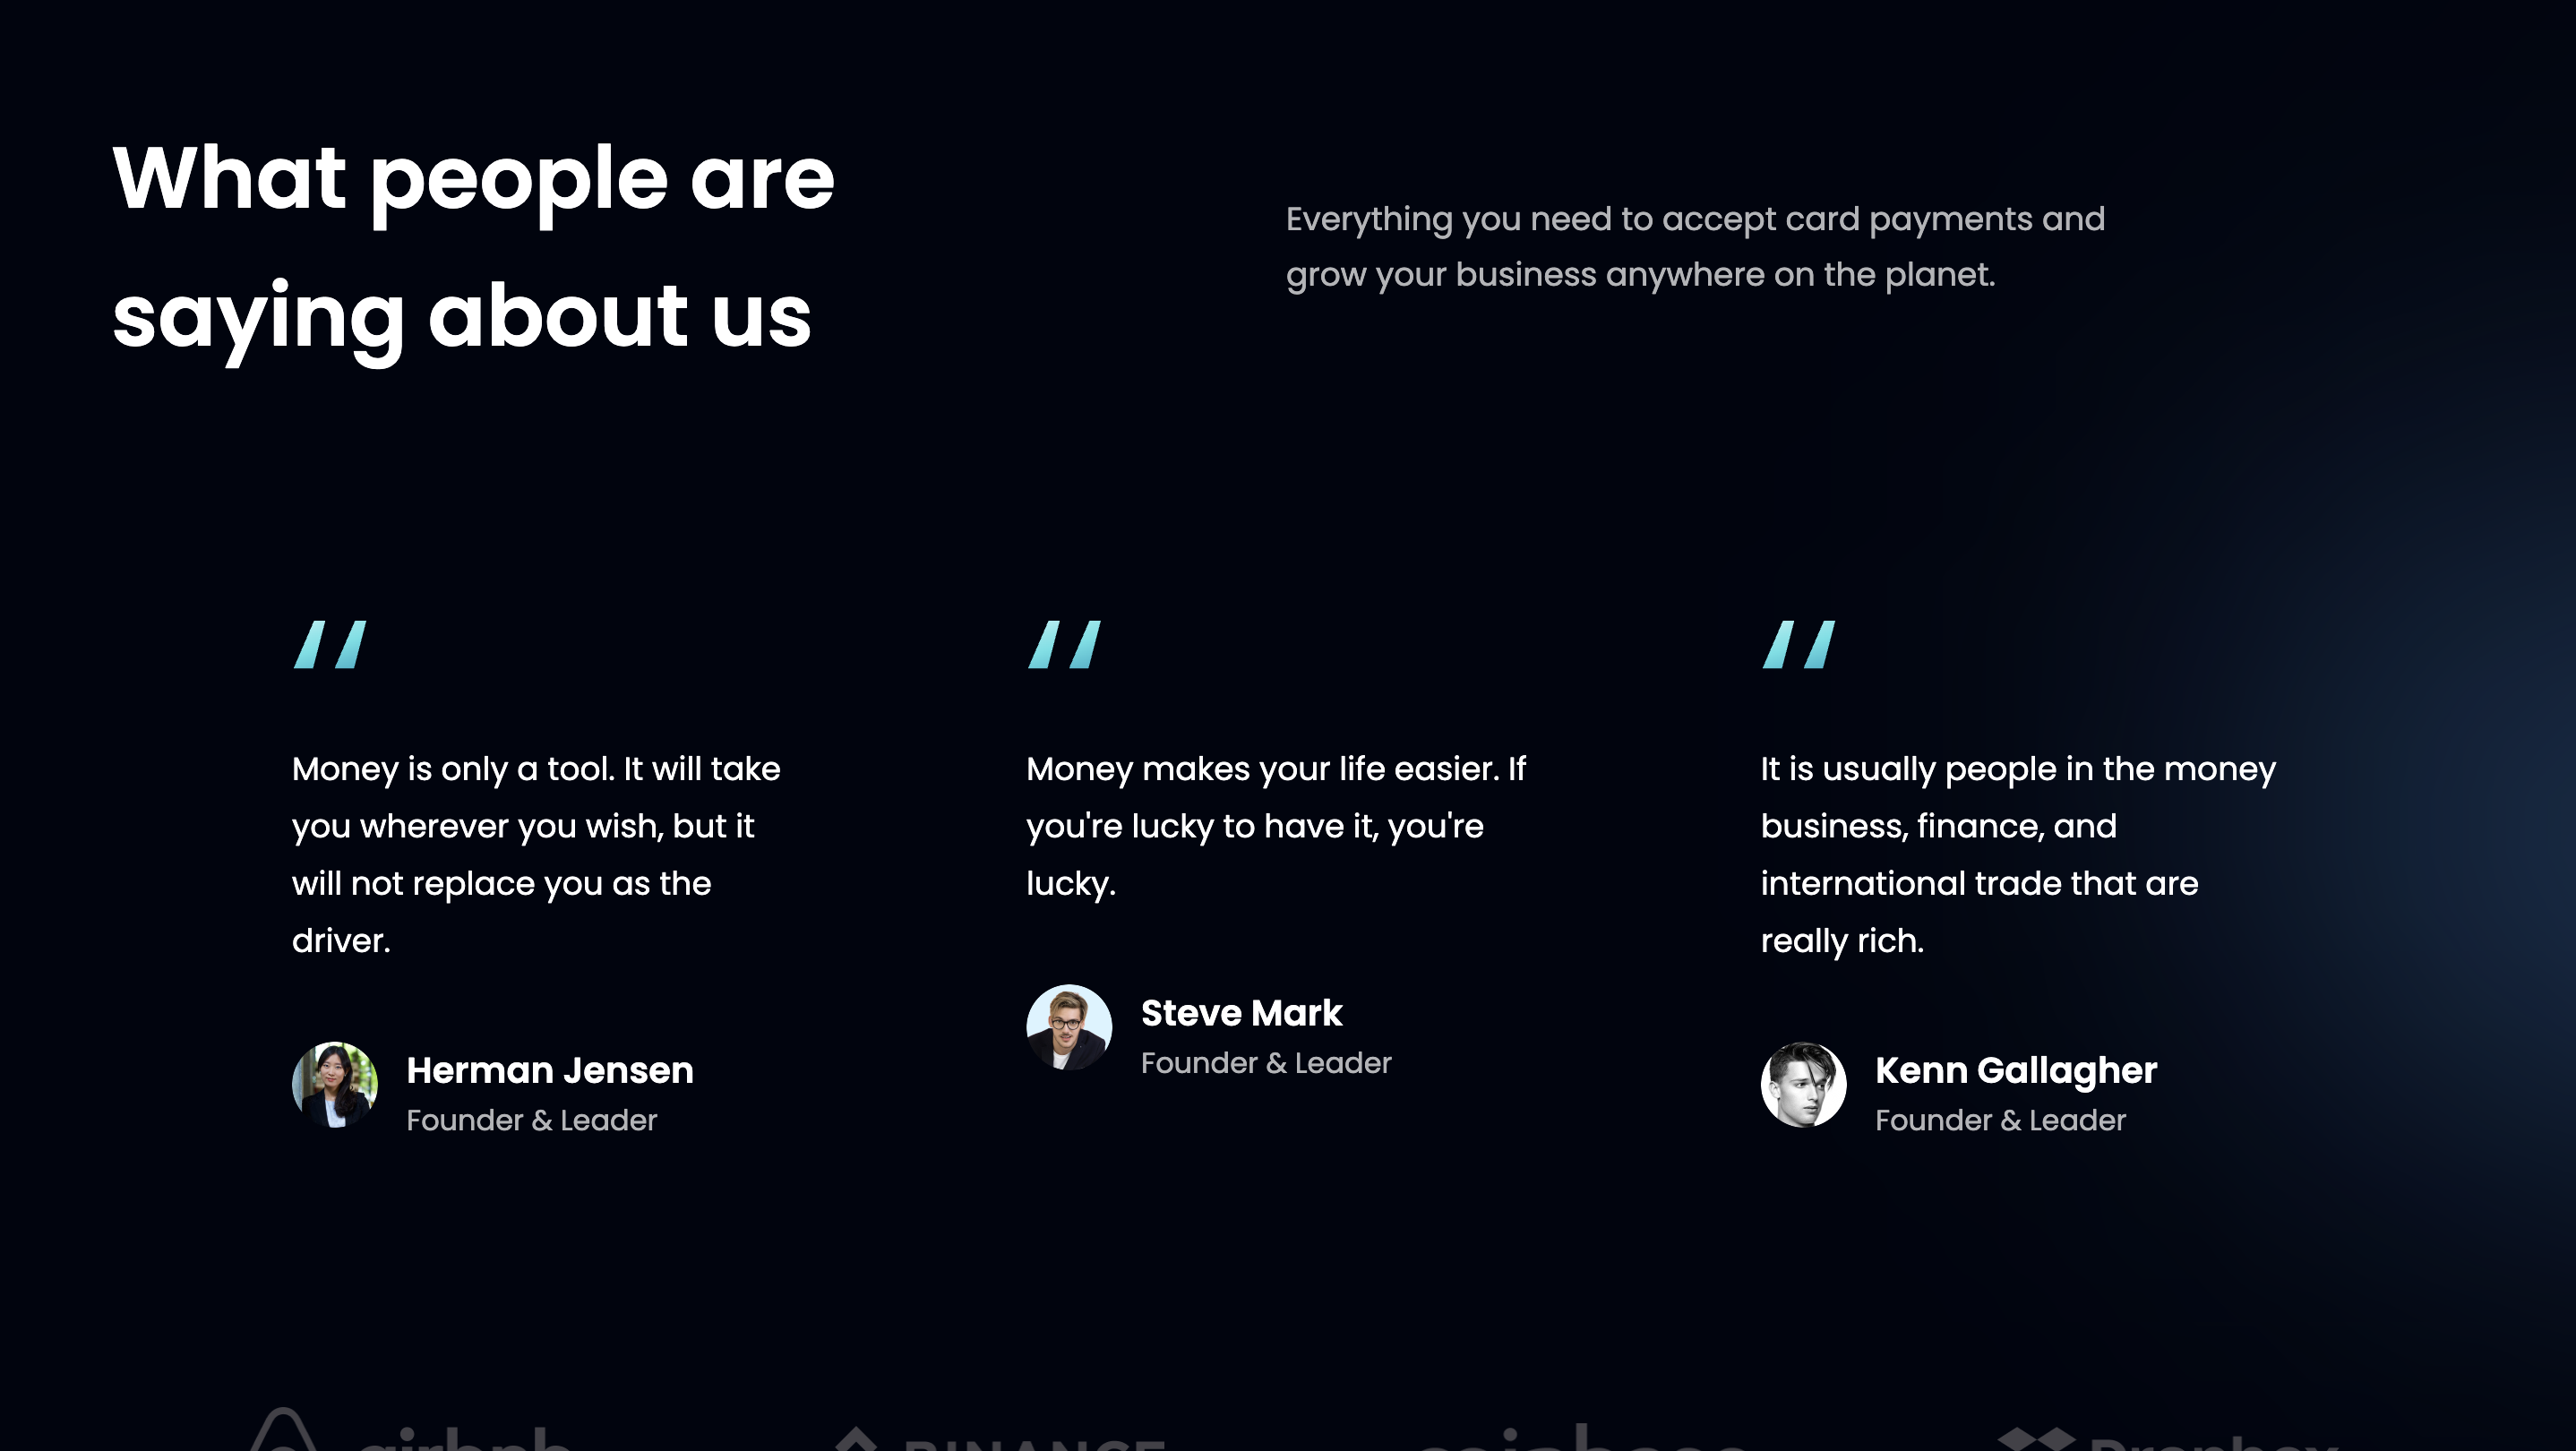 What people are
saying about us
Everything you need to accept card payments and
grow your business anywhere on the planet.
Money is only a tool. It will take
you wherever you wish, but it
will not replace you as the
driver.
Herman Jensen
Founder & Leader
Money makes your life easier. If
you're lucky to have it, you're
lucky.
Steve Mark
Founder & Leader
It is usually people in the money
business, finance, and
international trade that are
really rich.
Kenn Gallagher
Founder & Leader
airbnb BINANCE coinbase Dropbox